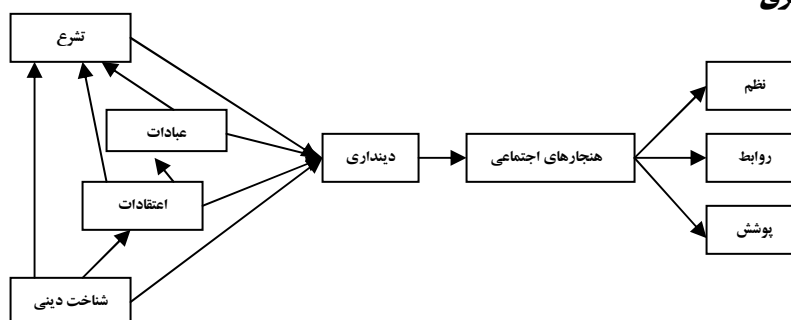 تشرع
نظم
عبادات
دینداری
هنجارهای اجتماعی
روابط
اعتقادات
پوشش
شناخت دینی